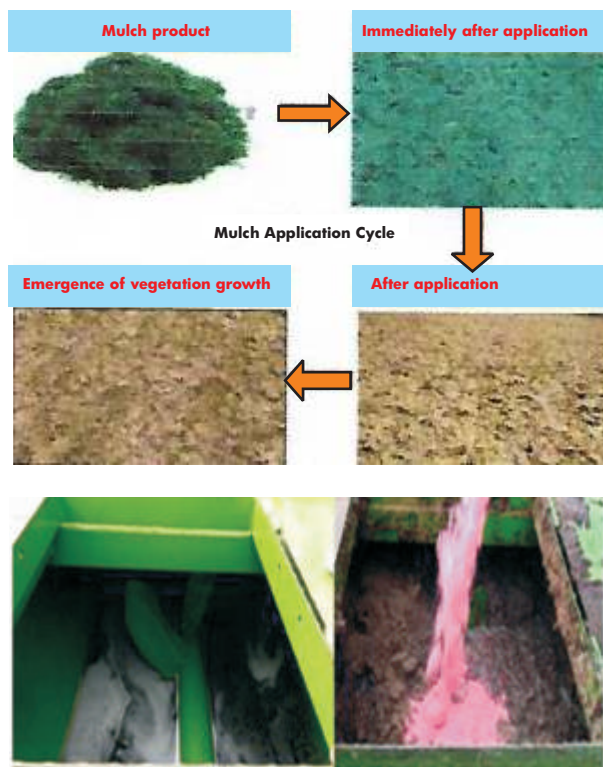 Mulch product
Immediately after application
Mulch Application Cycle
Emergence of vegetation growth
After application